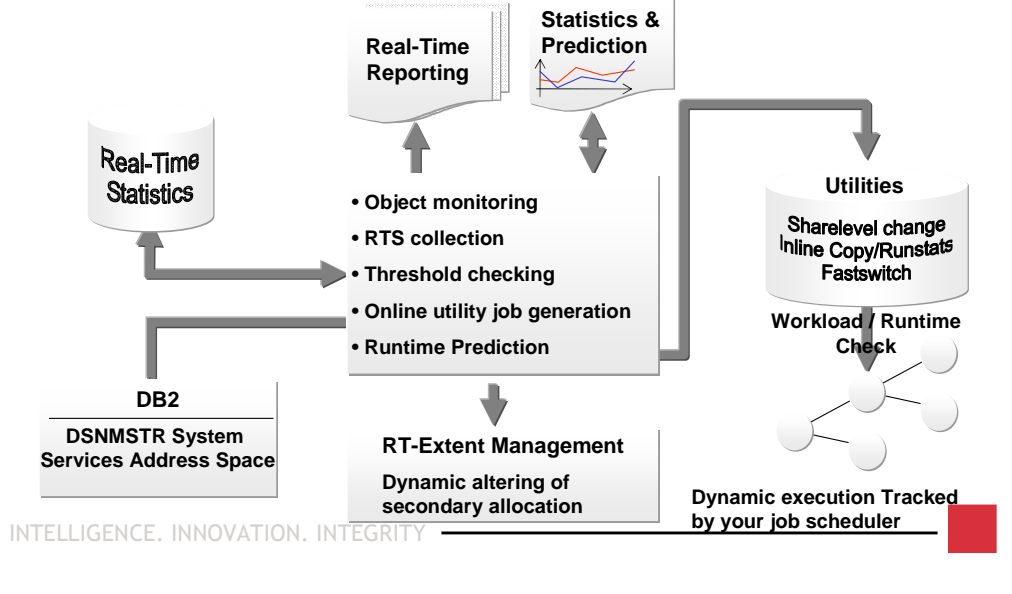 Real-Time
Reporting
Statistics &
Prediction
Real-Time
Statistics
• Object monitoring
• RTS collection
• Threshold checking
• Online utility job generation
• Runtime Prediction
Utilities
Sharelevel change
Inline Copy/Runstats
Fastswitch
Workload / Runtime
Check
DB2
DSNMSTR System
Services Address Space
RT-Extent Management
Dynamic altering of
secondary allocation
Dynamic execution Tracked
by your job scheduler
INTELLIGENCE. INNOVATION. INTEGRITY